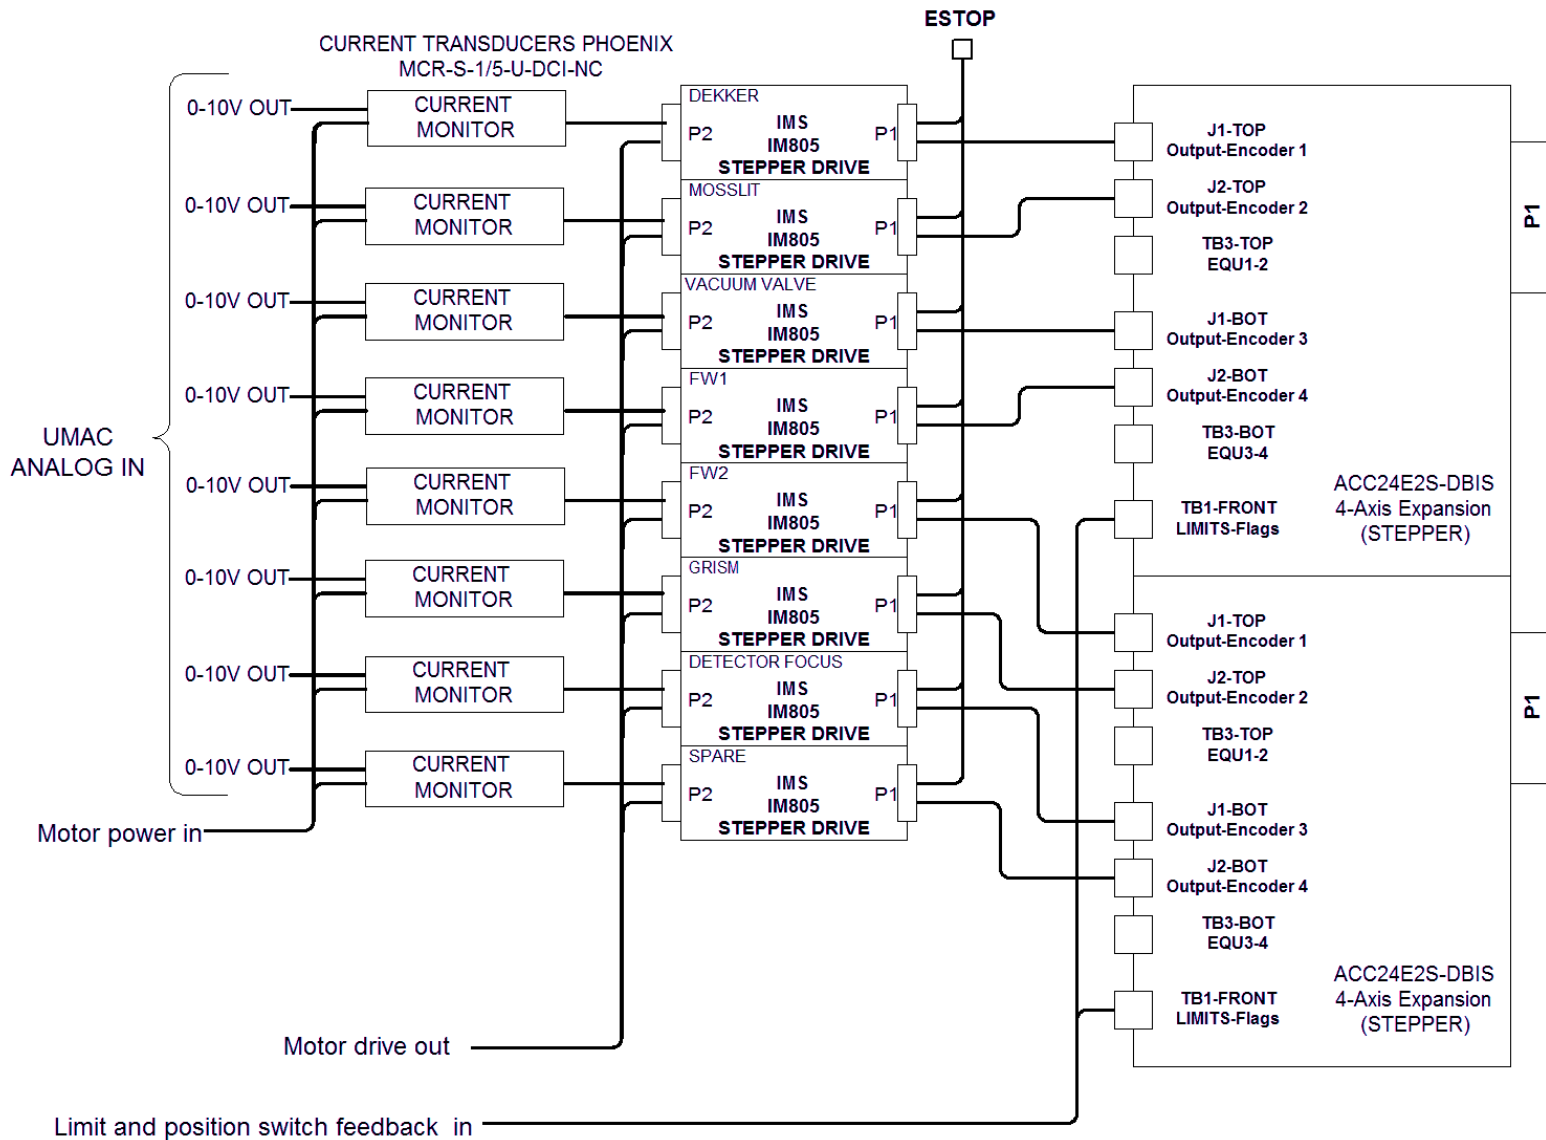 ESTOP
CURRENT TRANSDUCERS PHOENIX
MCR-S-1/5-U-DCI-NC
UMAC
ANALOG IN
0-10V OUT
CURRENT
MONITOR
DEKKER
P2
IMS
IM805
STEPPER DRIVE
P1
0-10V OUT
CURRENT
MONITOR
MOSSLIT
P2
IMS
IM805
STEPPER DRIVE
P1
0-10V OUT
CURRENT
MONITOR
VACUUM VALVE
P2
IMS
IM805
STEPPER DRIVE
P1
0-10V OUT
CURRENT
MONITOR
FW1
P2
IMS
IM805
STEPPER DRIVE
P1
0-10V OUT
CURRENT
MONITOR
FW2
P2
IMS
IM805
STEPPER DRIVE
P1
0-10V OUT
CURRENT
MONITOR
GRISM
P2
IMS
IM805
STEPPER DRIVE
P1
0-10V OUT
CURRENT
MONITOR
DETECTOR FOCUS
P2
IMS
IM805
STEPPER DRIVE
P1
0-10V OUT
CURRENT
MONITOR
SPARE
P2
IMS
IM805
STEPPER DRIVE
P1
Motor power in
Motor drive out
Limit and position switch feedback in
J1-TOP
Output-Encoder 1
J2-TOP
Output-Encoder 2
TB3-TOP
EQU1-2
J1-BOT
Output-Encoder 3
J2-BOT
Output-Encoder 4
TB3-BOT
EQU3-4
TB1-FRONT
LIMITS-Flags
P1
ACC24E2S-DBIS
4-Axis Expansion
(STEPPER)
J1-TOP
Output-Encoder 1
J2-TOP
Output-Encoder 2
TB3-TOP
EQU1-2
J1-BOT
Output-Encoder 3
J2-BOT
Output-Encoder 4
TB3-BOT
EQU3-4
TB1-FRONT
LIMITS-Flags
P1
ACC24E2S-DBIS
4-Axis Expansion
(STEPPER)